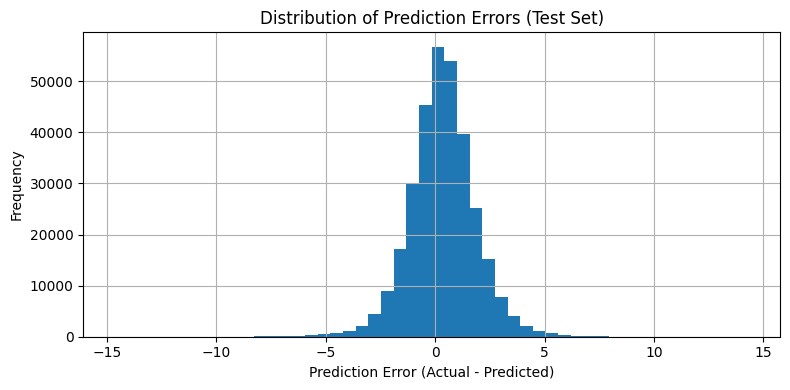 Distribution of Prediction Errors (Test Set)
Frequency
50000
40000
30000
20000
10000
0
−15 −10 −5 0 5 10 15
Prediction Error (Actual - Predicted)